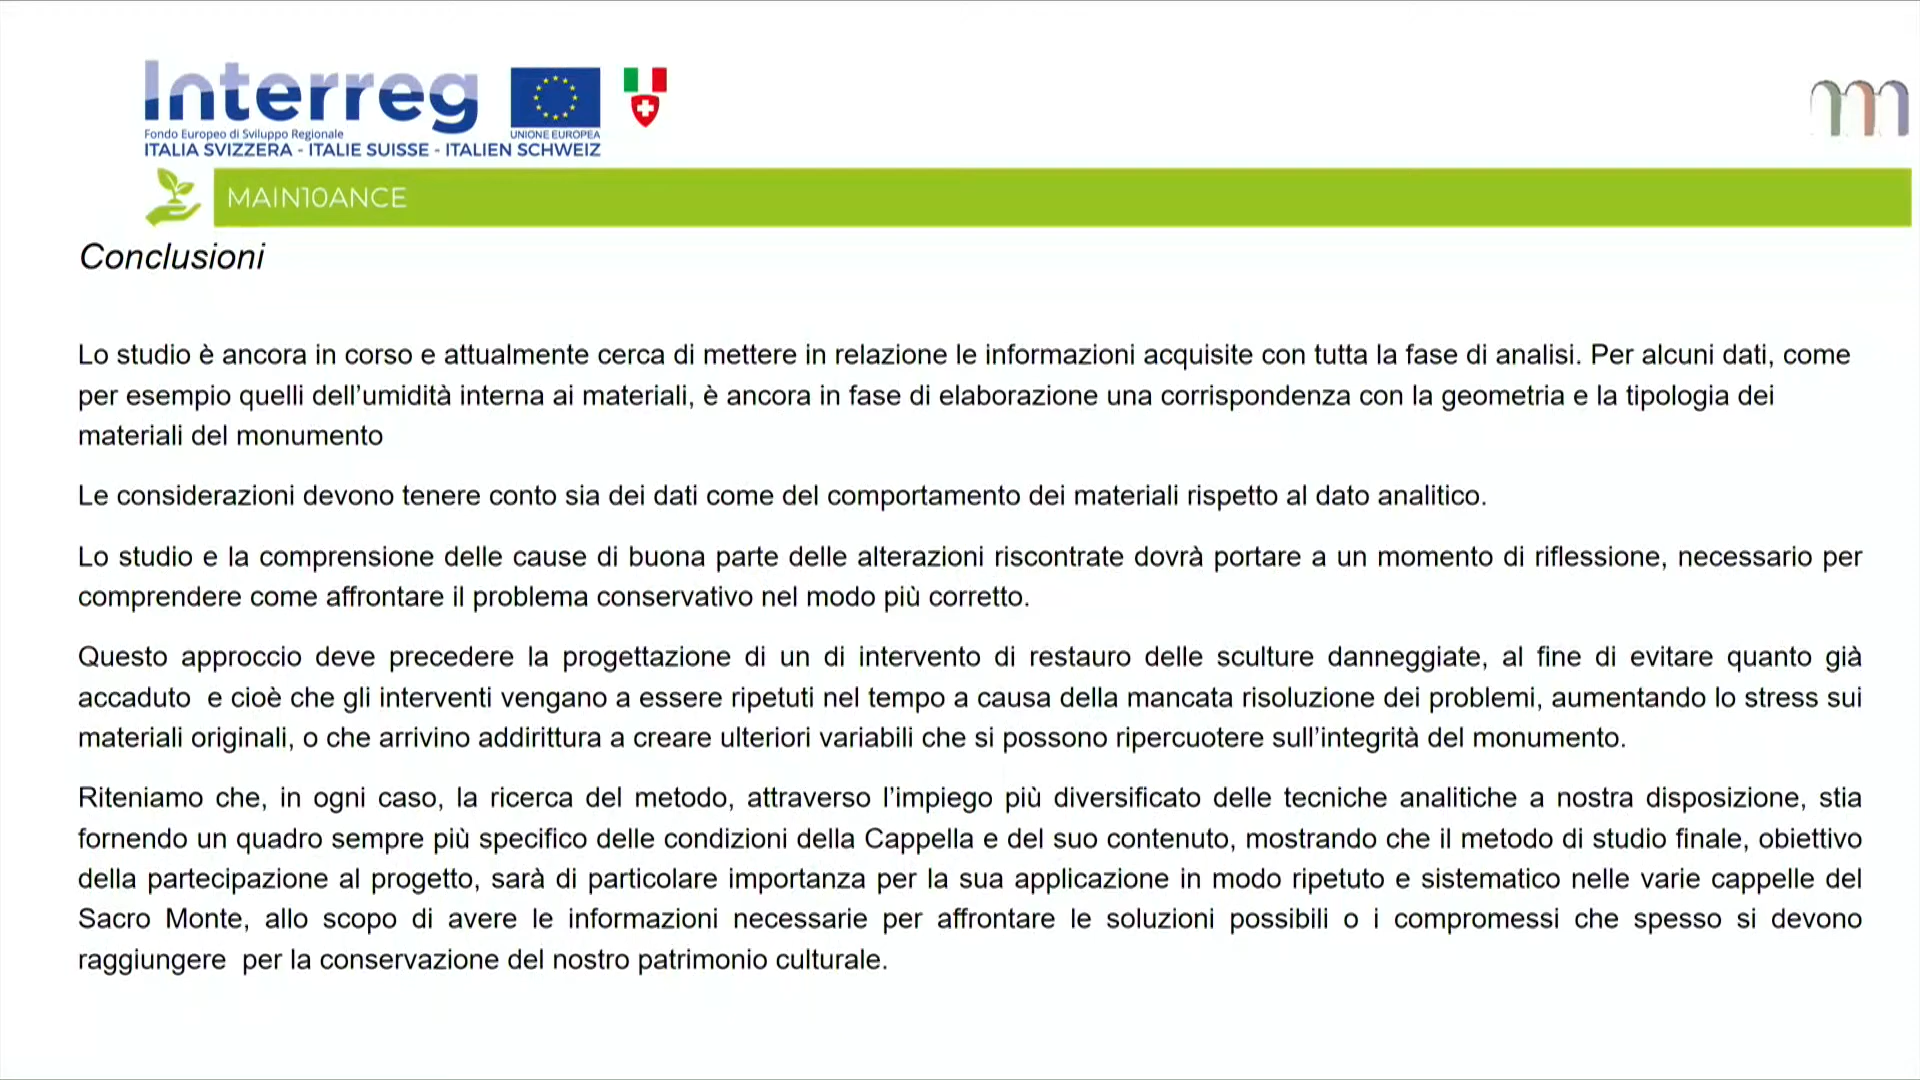 Interreg
Fondo Europeo di Sviluppo Regionale
UNIONE EUROPEA
ITALIA SVIZZERA - ITALIE SUISSE - ITALIEN SCHWEIZ
MAIN10ANCE
Conclusioni
Lo studio è ancora in corso e attualmente cerca di mettere in relazione le informazioni acquisite con tutta la fase di analisi. Per alcuni dati, come
per esempio quelli dell’umidità interna ai materiali, è ancora in fase di elaborazione una corrispondenza con la geometria e la tipologia dei
materiali del monumento
Le considerazioni devono tenere conto sia dei dati come del comportamento dei materiali rispetto al dato analitico.
Lo studio e la comprensione delle cause di buona parte delle alterazioni riscontrate dovrà portare a un momento di riflessione, necessario per
comprendere come affrontare il problema conservativo nel modo più corretto.
Questo approccio deve precedere la progettazione di un di intervento di restauro delle sculture danneggiate, al fine di evitare quanto già
accaduto e cioè che gli interventi vengano a essere ripetuti nel tempo a causa della mancata risoluzione dei problemi, aumentando lo stress sui
materiali originali, o che arrivino addirittura a creare ulteriori variabili che si possono ripercuotere sull’integrità del monumento.
Riteniamo che, in ogni caso, la ricerca del metodo, attraverso l’impiego più diversificato delle tecniche analitiche a nostra disposizione, stia
fornendo un quadro sempre più specifico delle condizioni della Cappella e del suo contenuto, mostrando che il metodo di studio finale, obiettivo
della partecipazione al progetto, sarà di particolare importanza per la sua applicazione in modo ripetuto e sistematico nelle varie cappelle del
Sacro Monte, allo scopo di avere le informazioni necessarie per affrontare le soluzioni possibili o i compromessi che spesso si devono
raggiungere per la conservazione del nostro patrimonio culturale.